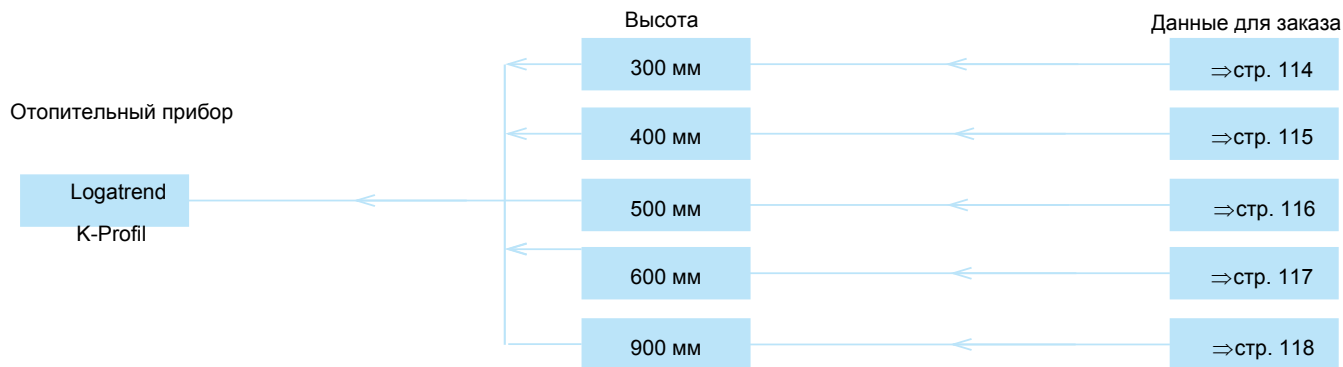 Высота
Данные для заказа
300 мм
⇒стр. 114
Отопительный прибор
400 мм
⇒стр. 115
Logatrend
K-Profil
500 мм
⇒стр. 116
600 мм
⇒стр. 117
900 мм
⇒стр. 118